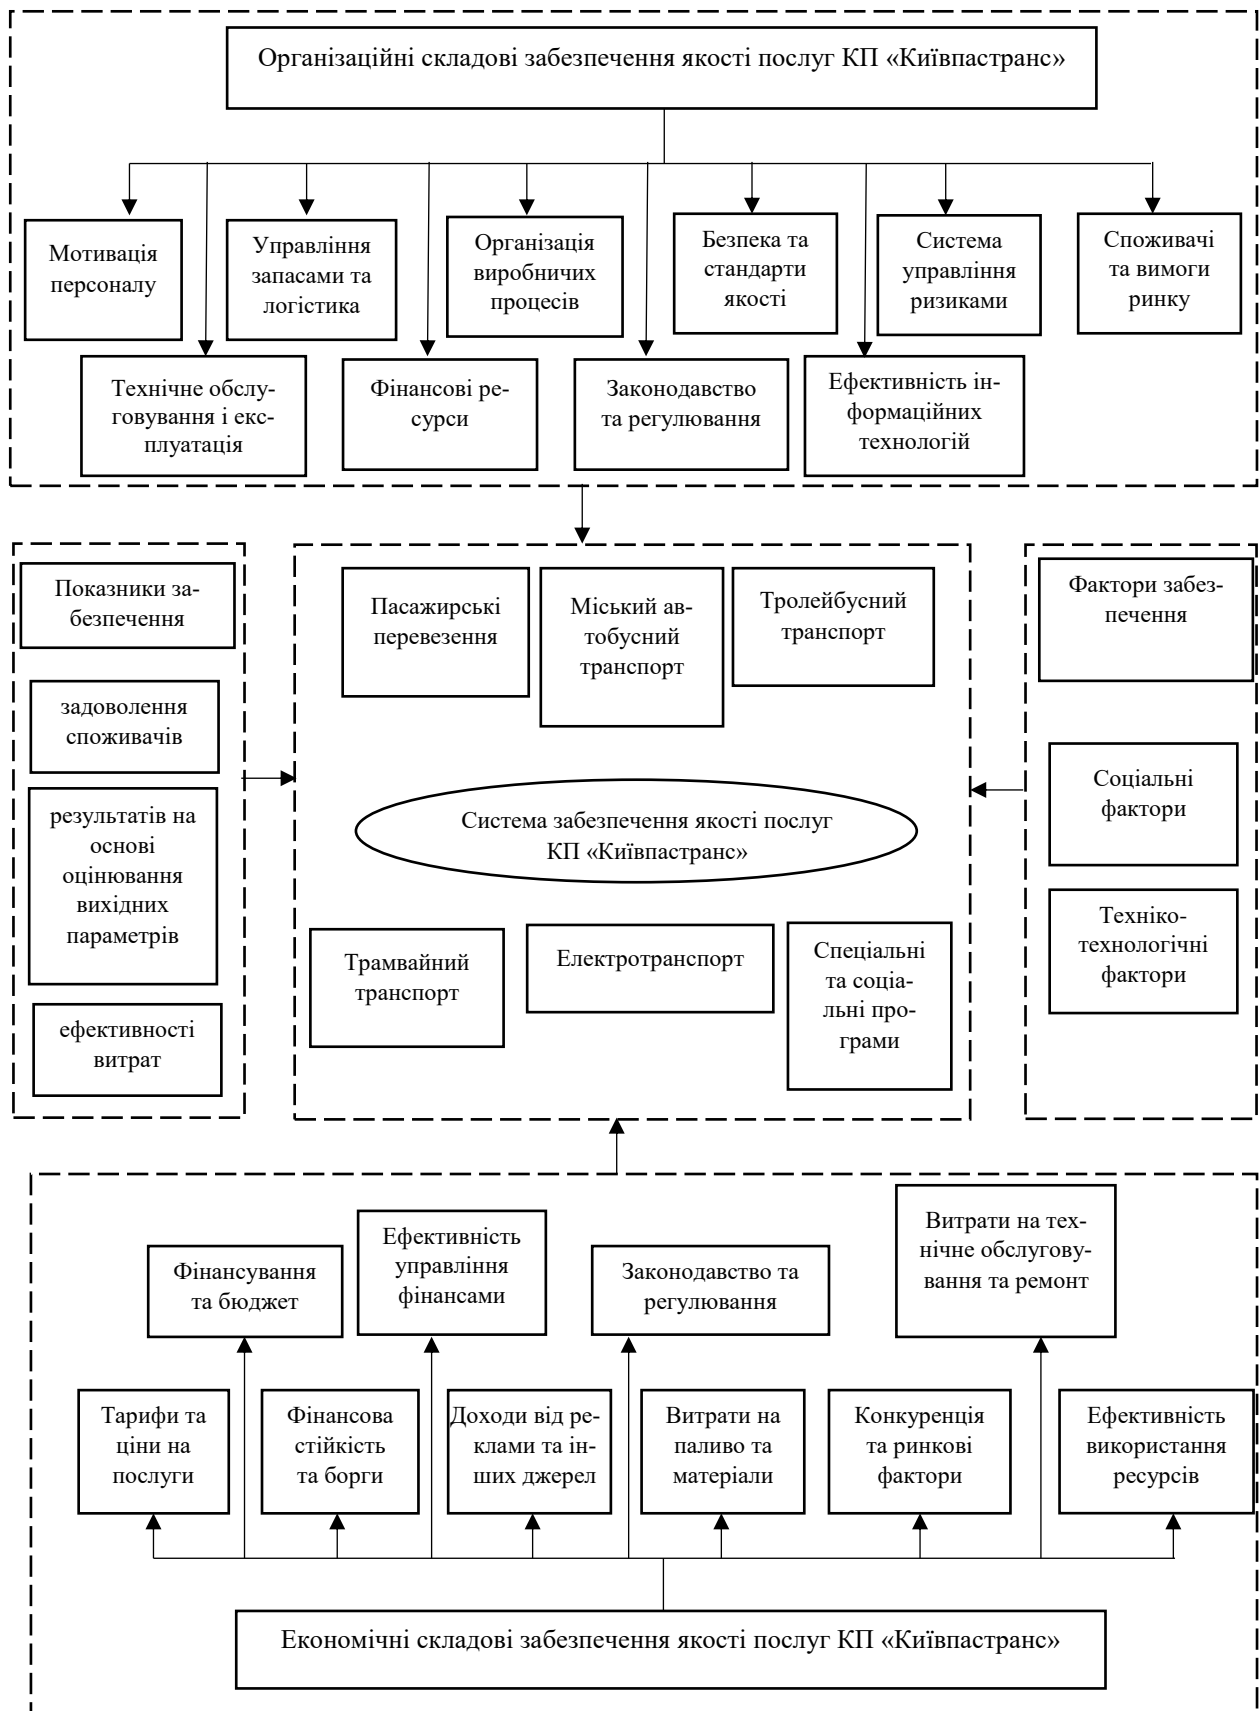 Організаційні складові забезпечення якості послуг КП «Київпастранс»
Мотивація
персоналу
Управління
запасами та
логістика
Організація
виробничих
процесів
Безпека та
стандарти
якості
Система
управління
ризиками
Споживачі
та вимоги
ринку
Технічне обслу-
говування і екс-
плуатація
Фінансові ре-
сурси
Законодавство
та регулювання
Ефективність ін-
формаційних
технологій
Показники за-
безпечення
задоволення
споживачів
результатів на
основі
оцінювання
вихідних
параметрів
ефективності
витрат
Пасажирські
перевезення
Міський ав-
тобусний
транспорт
Тролейбусний
транспорт
Система забезпечення якості послуг
КП «Київпастранс»
Трамвайний
транспорт
Електротранспорт
Спеціальні
та соціа-
льні про-
грами
Фактори забез-
печення
Соціальні
фактори
Техніко-
технологічні
фактори
Фінансування
та бюджет
Ефективність
управління
фінансами
Законодавство та
регулювання
Витрати на тех-
нічне обслугову-
вання та ремонт
Тарифи та
ціни на
послуги
Фінансова
стійкість
та борги
Доходи від ре-
клами та ін-
ших джерел
Витрати на
паливо та
матеріали
Конкуренція
та ринкові
фактори
Ефективність
використання
ресурсів
Економічні складові забезпечення якості послуг КП «Київпастранс»